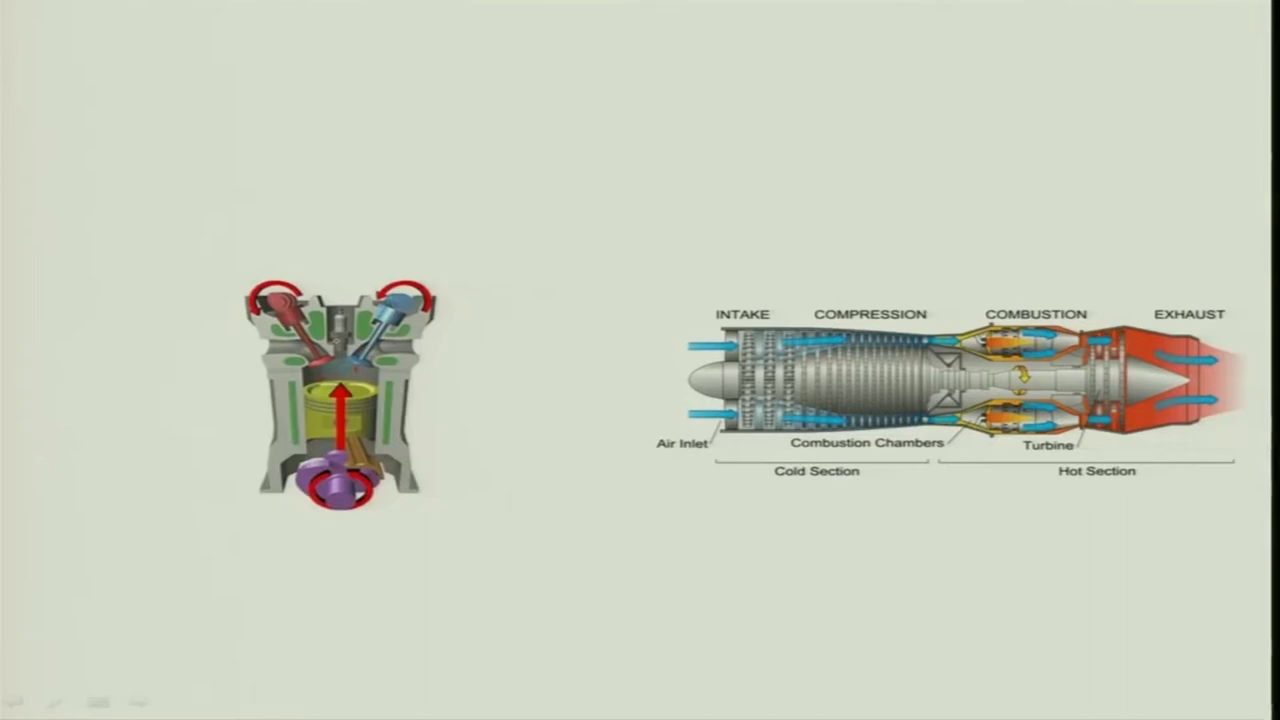 INTAKE COMPRESSION COMBUSTION EXHAUST
Air Inlet Combustion Chambers Turbine
Cold Section Hot Section